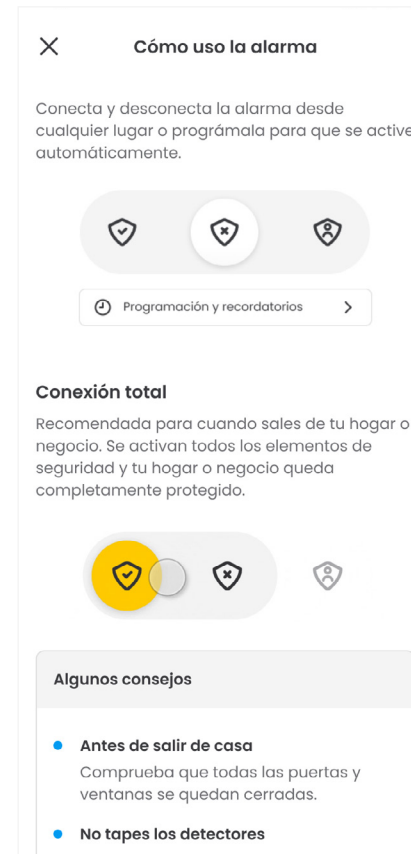 Cómo uso la alarma
Conecta y desconecta la alarma desde
cualquier lugar o prográmala para que se active
automáticamente.
Programación y recordatorios
Conexión total
Recomendada para cuando sales de tu hogar o
negocio. Se activan todos los elementos de
seguridad y tu hogar o negocio queda
completamente protegido.
Algunos consejos
Antes de salir de casa
Comprueba que todas las puertas y
ventanas se quedan cerradas.
No tapes los detectores